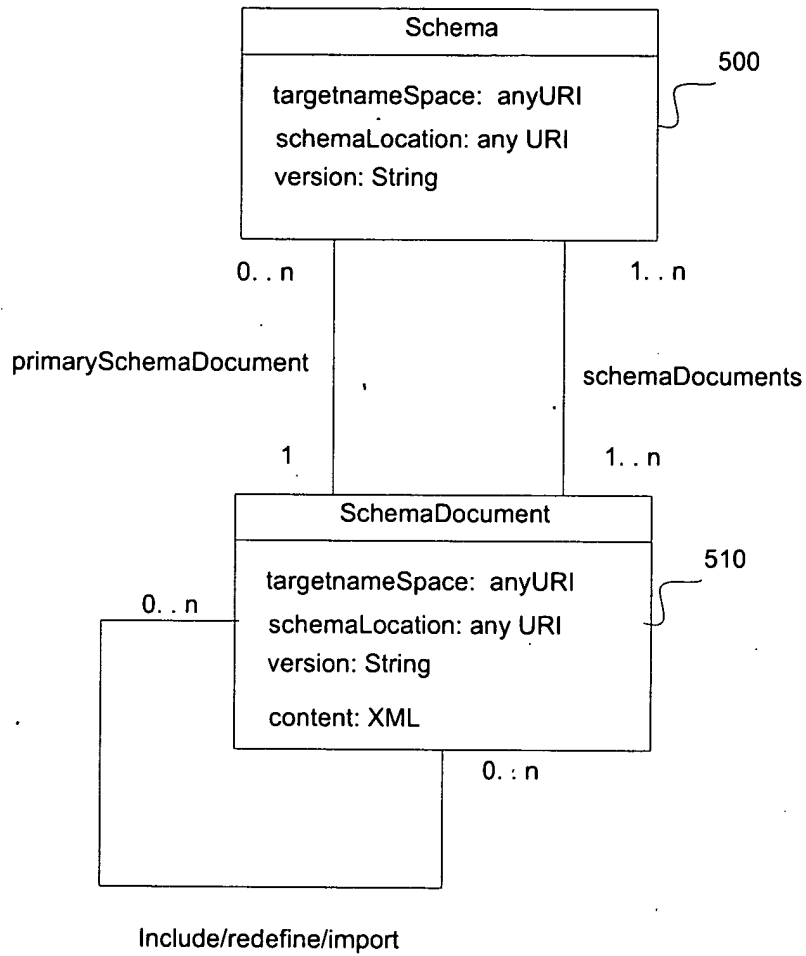 Schema
500
targetnameSpace: anyURI
schemaLocation: any URI
version: String
0. . n
1. . n
primarySchemaDocument
schemaDocuments
1
1. . n
SchemaDocument
510
targetnameSpace: anyURI
0. . n
schemaLocation: any URI
version: String
content: XML
0. . n
Include/redefine/import